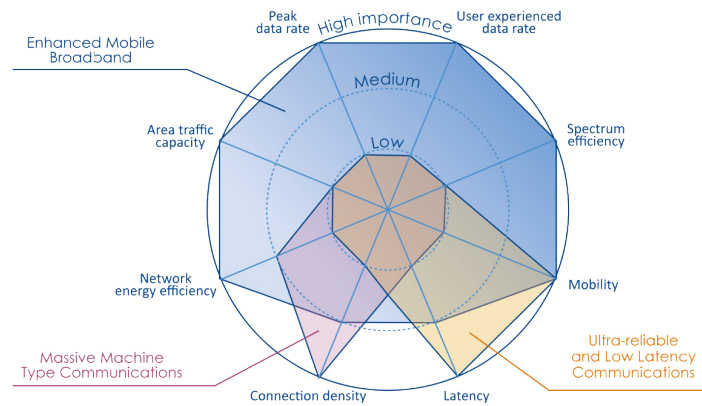 Peak
data rate
High importance
User experienced
data rate
Enhanced Mobile
Broadband
Medium
Area traffic
capacity
Low
Spectrum
efficiency
Network
energy efficiency
Mobility
Massive Machine
Type Communications
Ultra-reliable
and Low Latency
Communications
Connection density
Latency